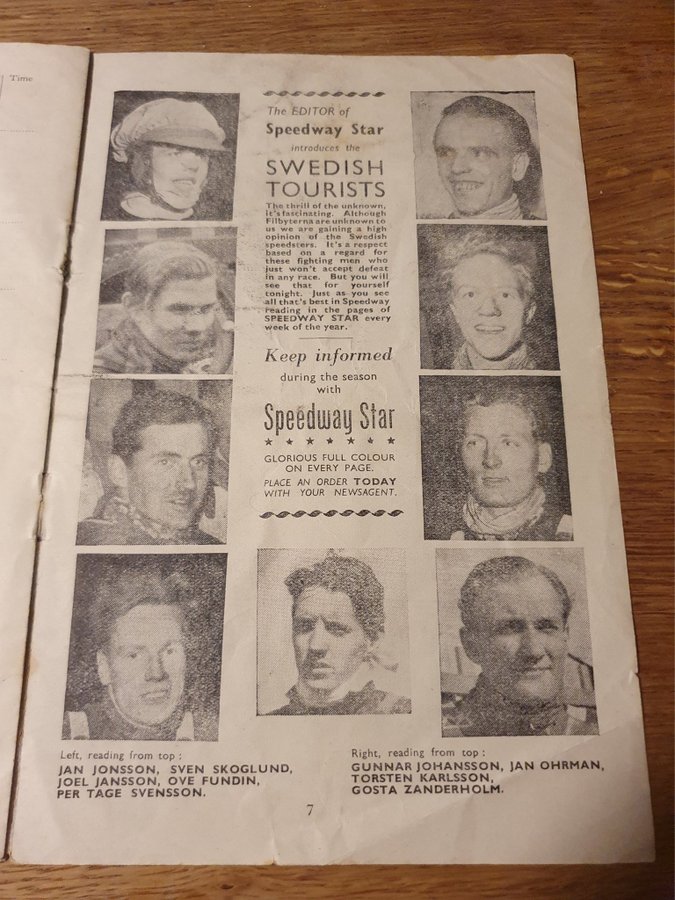 Time
The EDITOR of
Speedway Star
introduces the
SWEDISH
TOURISTS
The thrill of the unknown,
it's fascinating. Although
Filbyterna are unknown to
us we are gaining a high
opinion of the Swedish
speedsters. It's a respect
based on a regard for
these fighting men who
just won't accept defeat
in any race. But you will
see that for yourself
tonight. Just as you see
all that's best in Speedway
reading in the pages of
SPEEDWAY STAR every
week of the year.
Keep informed
during the season
with
Speedway Star
GLORIOUS FULL COLOUR
ON EVERY PAGE.
PLACE AN ORDER TODAY
WITH YOUR NEWSAGENT.
Left, reading from top :
JAN JONSSON, SVEN SKOGLUND,
JOEL JANSSON, OVE FUNDIN,
PER TAGE SVENSSON.
Right, reading from top :
GUNNAR JOHANSSON, JAN OHRMAN,
TORSTEN KARLSSON,
GOSTA ZANDERHOLM.
7